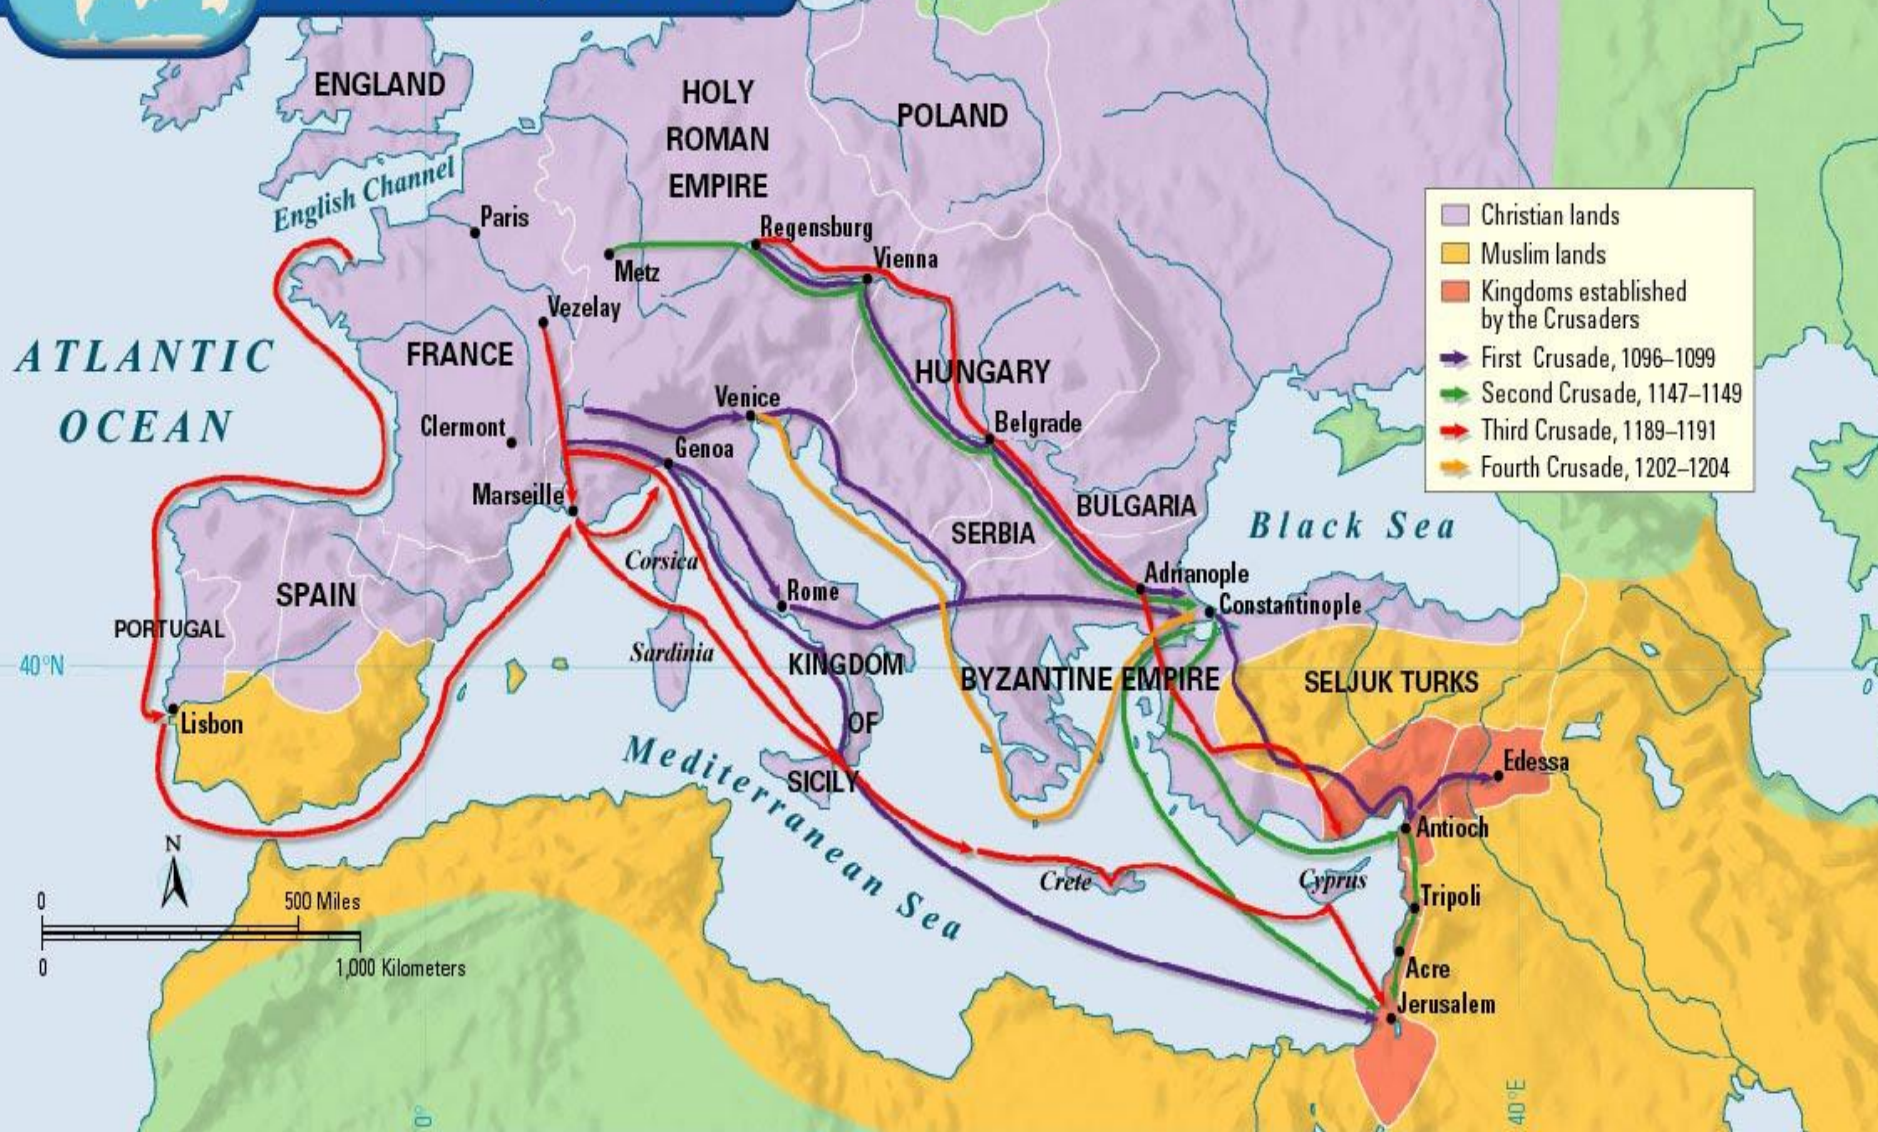 ENGLAND
HOLY
ROMAN
EMPIRE
POLAND
English Channel
Paris
Regensburg
Metz
Vienna
Vezelay
ATLANTIC
OCEAN
FRANCE
HUNGARY
Venice
Clermont
Genoa
Belgrade
Marseille
BULGARIA
SERBIA
Black Sea
Corsica
Adrianople
Rome
Constantinople
SPAIN
PORTUGAL
Sardinia
40°N
KINGDOM
OF
SICILY
BYZANTINE EMPIRE
SELJUK TURKS
Lisbon
Mediterranean Sea
Edessa
Antioch
Crete
Cyprus
Tripoli
Acre
Jerusalem
N
0
500 Miles
0
1,000 Kilometers
0°
40°E
Christian lands
Muslim lands
Kingdoms established
by the Crusaders
First Crusade, 1096–1099
Second Crusade, 1147–1149
Third Crusade, 1189–1191
Fourth Crusade, 1202–1204